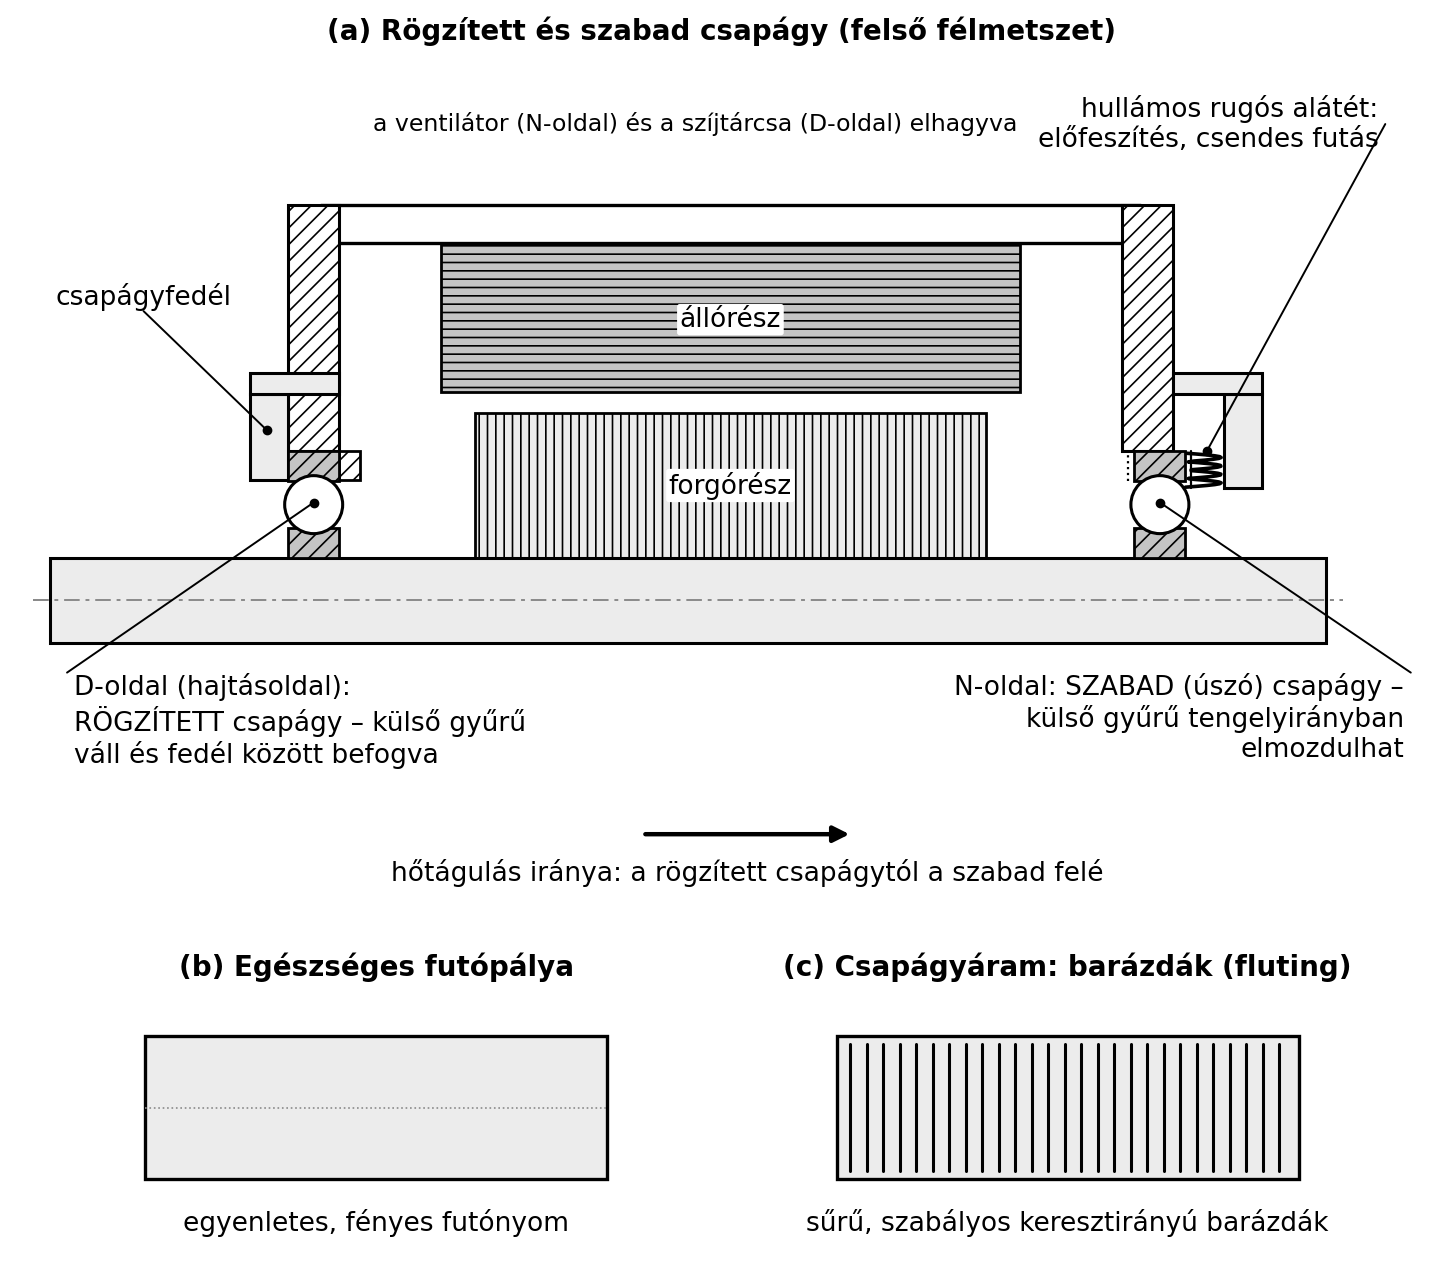 (a) Rögzített és szabad csapágy (felső félmetszet)
a ventilátor (N-oldal) és a szíjtárcsa (D-oldal) elhagyva
hullámos rugós alátét:
előfeszítés, csendes futás
csapágyfedél
állórész
forgórész
D-oldal (hajtásoldal):
RÖGZÍTETT csapágy – külső gyűrű
váll és fedél között befogva
N-oldal: SZABAD (úszó) csapágy –
külső gyűrű tengelyirányban
elmozdulhat
hőtágulás iránya: a rögzített csapágytól a szabad felé
(b) Egészséges futópálya
(c) Csapágyáram: barázdák (fluting)
egyenletes, fényes futónyom
sűrű, szabályos keresztirányú barázdák